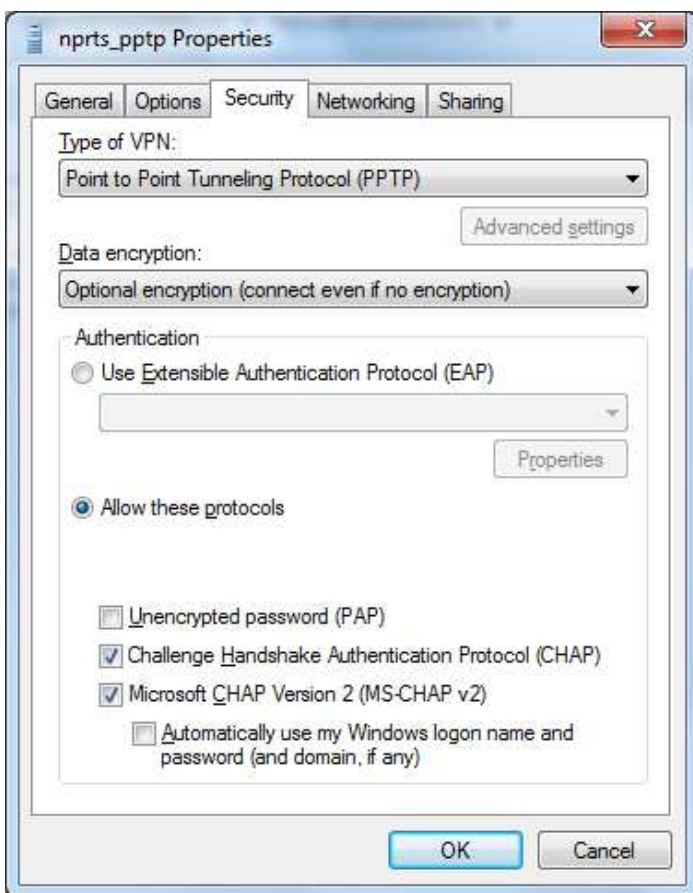 nprts_pptp Properties
General Options Security Networking Sharing
Type of VPN:
Point to Point Tunneling Protocol (PPTP)
Advanced settings
Data encryption:
Optional encryption (connect even if no encryption)
Authentication
Use Extensible Authentication Protocol (EAP)
Properties
Allow these protocols
Unencrypted password (PAP)
Challenge Handshake Authentication Protocol (CHAP)
Microsoft CHAP Version 2 (MS-CHAP v2)
Automatically use my Windows logon name and
password (and domain, if any)
OK Cancel